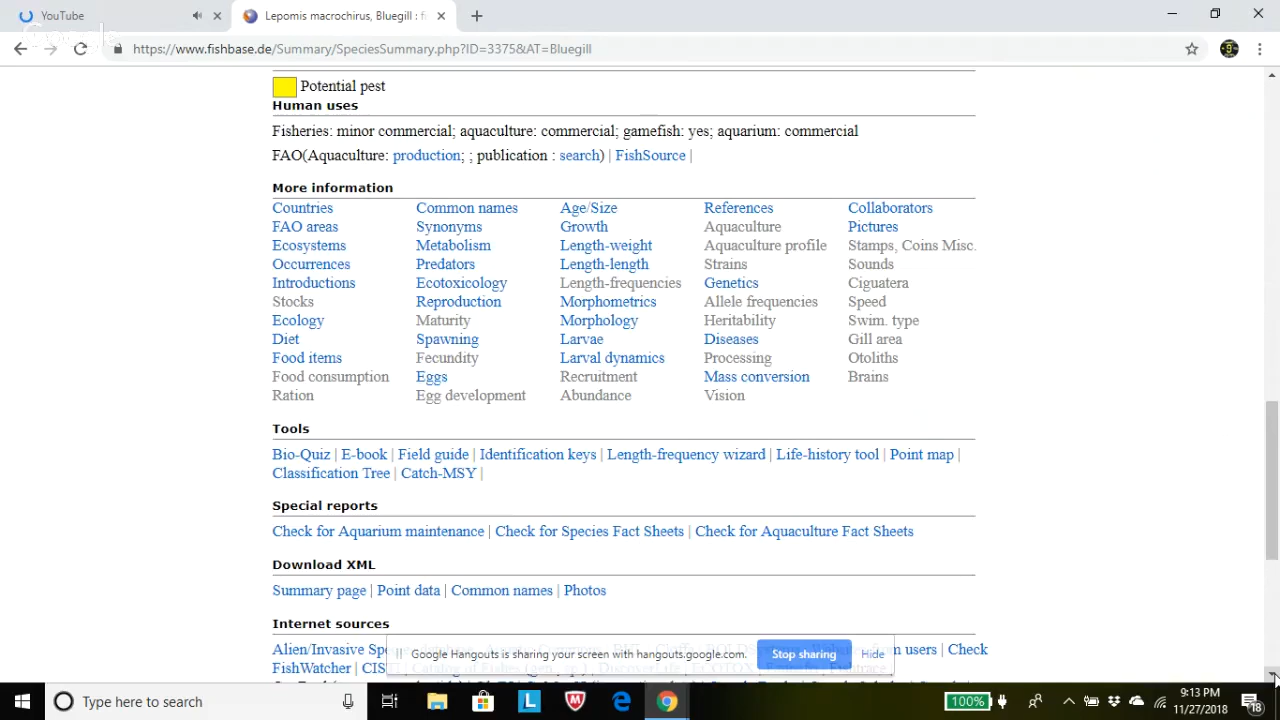 YouTube
Lepomis macrochirus, Bluegill : f
Google
https://www.fishbase.de/Summary/SpeciesSummary.php?ID=3375&AT=Bluegill
Potential pest
Human uses
Fisheries: minor commercial; aquaculture: commercial; gamefish: yes; aquarium: commercial
FAO(Aquaculture: production; ; publication : search) | FishSource |
More information
Countries Common names Age/Size References Collaborators
FAO areas Synonyms Growth Aquaculture Pictures
Ecosystems Metabolism Length-weight Aquaculture profile Stamps, Coins Misc.
Occurrences Predators Length-length Strains Sounds
Introductions Ecotoxicology Length-frequencies Genetics Ciguatera
Stocks Reproduction Morphometrics Allele frequencies Speed
Ecology Maturity Morphology Heritability Swim. type
Diet Spawning Larvae Diseases Gill area
Food items Fecundity Larval dynamics Processing Otoliths
Food consumption Eggs Recruitment Mass conversion Brains
Ration Egg development Abundance Vision
Tools
Bio-Quiz | E-book | Field guide | Identification keys | Length-frequency wizard | Life-history tool | Point map |
Classification Tree | Catch-MSY |
Special reports
Check for Aquarium maintenance | Check for Species Fact Sheets | Check for Aquaculture Fact Sheets
Download XML
Summary page | Point data | Common names | Photos
Internet sources
Alien/Invasive users | Check
Google Hangouts is sharing your screen with hangouts.google.com. Stop sharing Hide
FishWatcher | Catalog of Fishes
Type here to search
100%
9:13 PM
11/27/2018
18